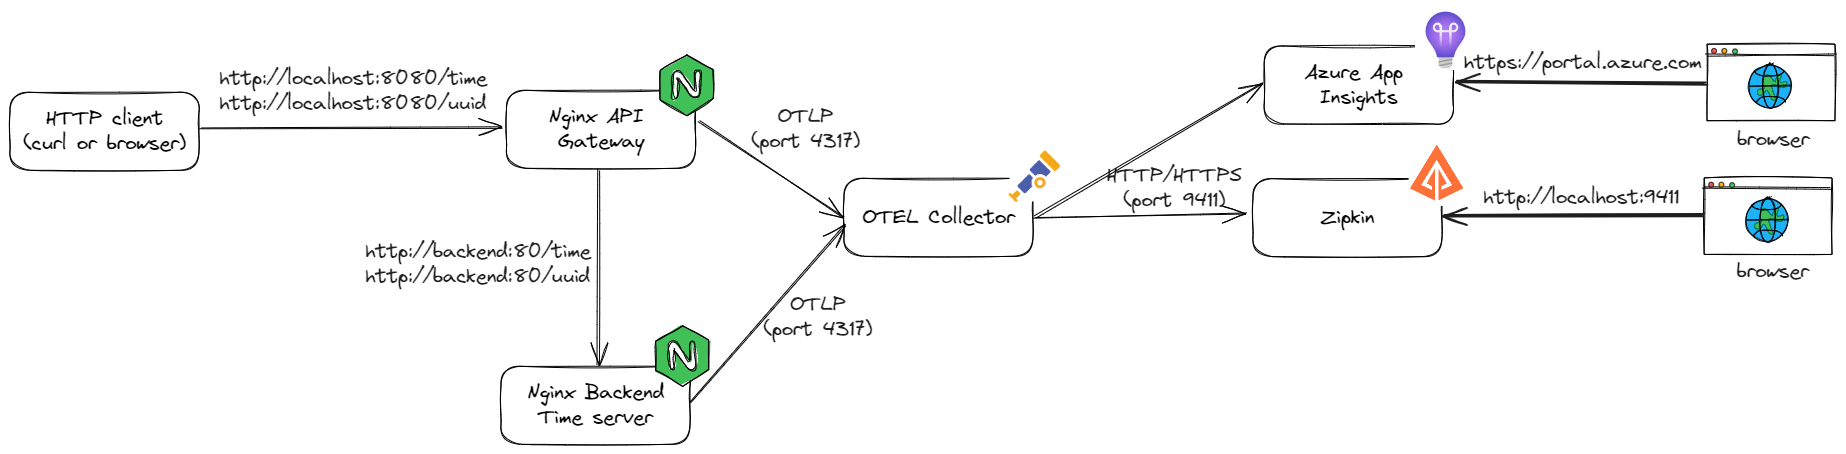 HTTP client
(curl or browser)
http://localhost:8080/time
http://localhost:8080/uuid
Nginx API
Gateway
N
http://backend:80/time
http://backend:80/uuid
Nginx Backend
Time server
N
OTLP
(port 4317)
OTLP
(port 4317)
OTEL Collector
HTTP/HTTPS
(port 9411)
Azure App
Insights
https://portal.azure.com
browser
Zipkin
http://localhost:9411
browser